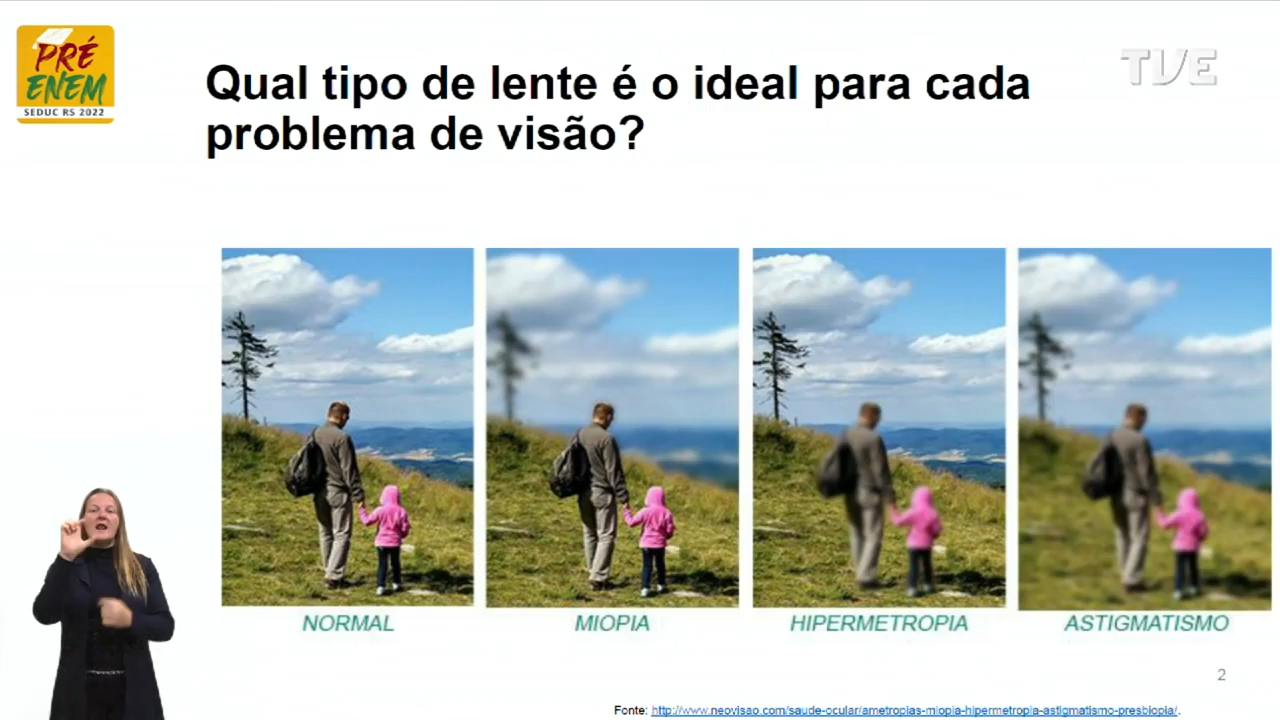 PRÉ
ENEM
SEDUC RS 2022
TVE
Qual tipo de lente é o ideal para cada
problema de visão?
NORMAL
MIOPIA
HIPERMETROPIA
ASTIGMATISMO
2
Fonte: http://www.neovisao.com/saude-ocular/ametropias-miopia-hipermetropia-astigmatismo-presbiopia/.